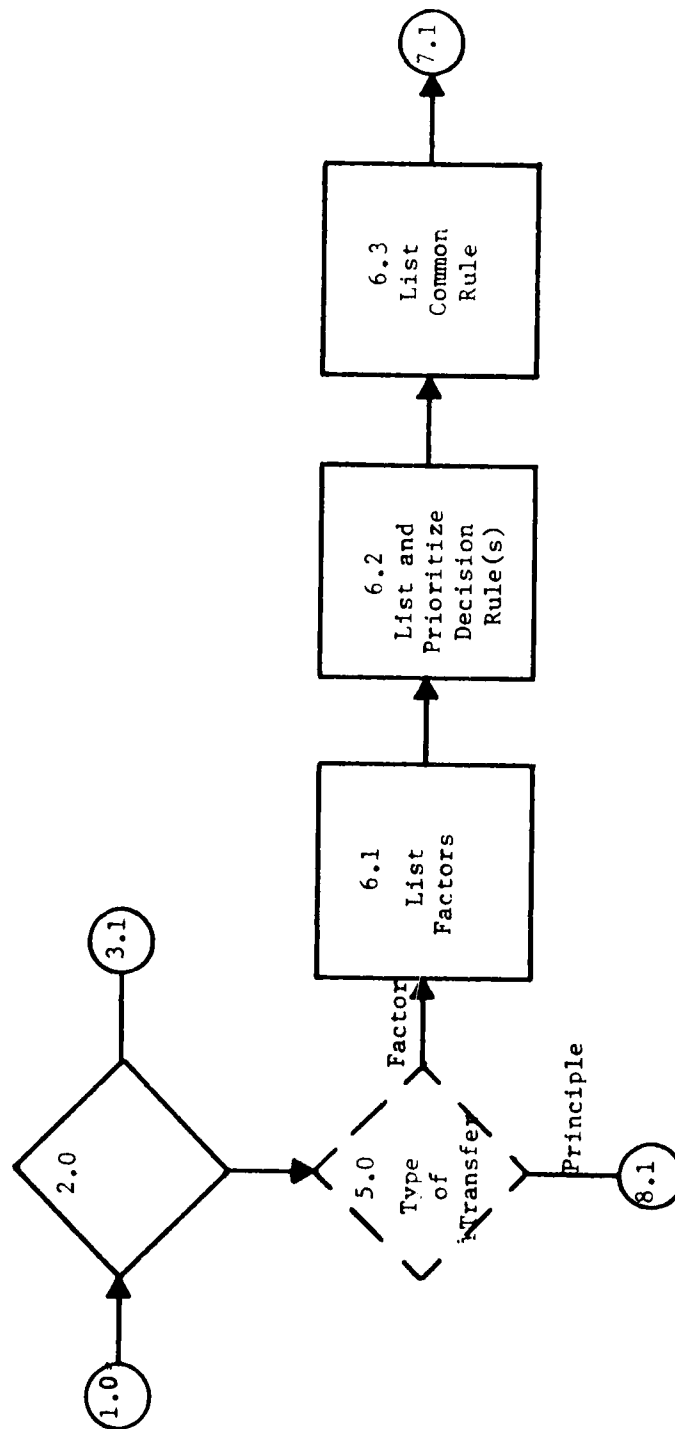 1.0
2.0
3.1
5.0
Type
of
Transfer
Factor
Principle
8.1
6.1
List
Factors
6.2
List and
Prioritize
Decision
Rule(s)
6.3
List
Common
Rule
7.1